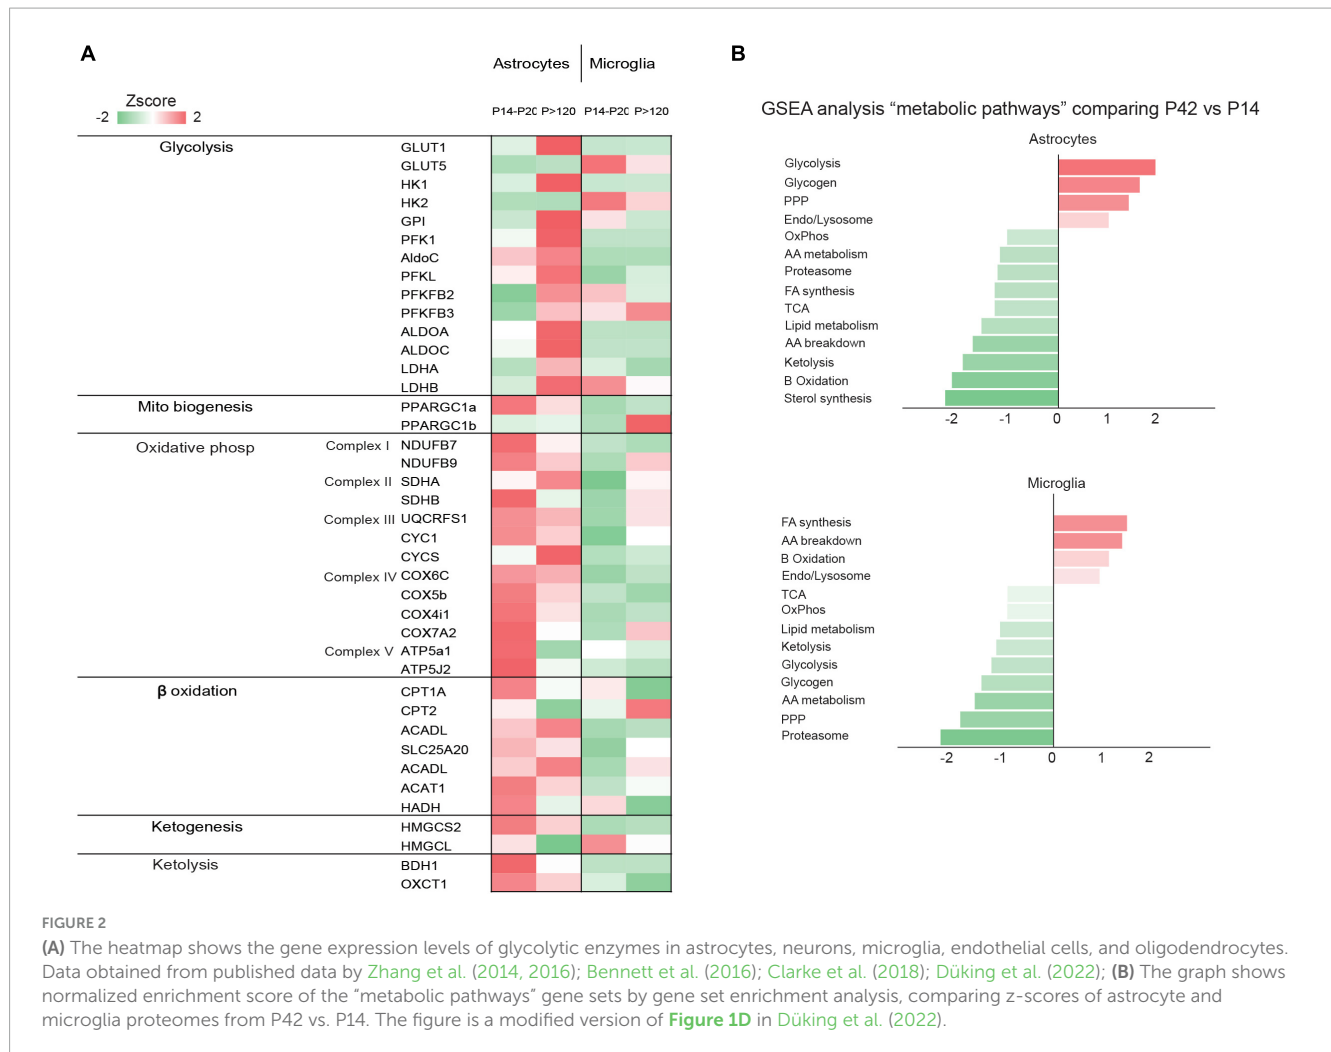 A
B
Astrocytes Microglia
Zscore
-2 2
P14-P20 P>120 P14-P20 P>120
Glycolysis GLUT1
GLUT5
HK1
HK2
GPI
PFK1
AldoC
PFKL
PFKFB2
PFKFB3
ALDOA
ALDOC
LDHA
LDHB
Mito biogenesis PPARGC1a
PPARGC1b
Oxidative phosp Complex I NDUFB7
NDUFB9
Complex II SDHA
SDHB
Complex III UQCRFS1
CYC1
CYCS
Complex IV COX6C
COX5b
COX4i1
COX7A2
Complex V ATP5a1
ATP5J2
β oxidation CPT1A
CPT2
ACADL
SLC25A20
ACADL
ACAT1
HADH
Ketogenesis HMGCS2
HMGCL
Ketolysis BDH1
OXCT1
GSEA analysis “metabolic pathways” comparing P42 vs P14
Astrocytes
Glycolysis
Glycogen
PPP
Endo/Lysosome
OxPhos
AA metabolism
Proteasome
FA synthesis
TCA
Lipid metabolism
AA breakdown
Ketolysis
B Oxidation
Sterol synthesis
-2 -1 0 1 2
Microglia
FA synthesis
AA breakdown
B Oxidation
Endo/Lysosome
TCA
OxPhos
Lipid metabolism
Ketolysis
Glycolysis
Glycogen
AA metabolism
PPP
Proteasome
-2 -1 0 1 2
FIGURE 2
(A) The heatmap shows the gene expression levels of glycolytic enzymes in astrocytes, neurons, microglia, endothelial cells, and oligodendrocytes.
Data obtained from published data by Zhang et al. (2014, 2016); Bennett et al. (2016); Clarke et al. (2018); Düking et al. (2022); (B) The graph shows
normalized enrichment score of the “metabolic pathways” gene sets by gene set enrichment analysis, comparing z-scores of astrocyte and
microglia proteomes from P42 vs. P14. The figure is a modified version of Figure 1D in Düking et al. (2022).